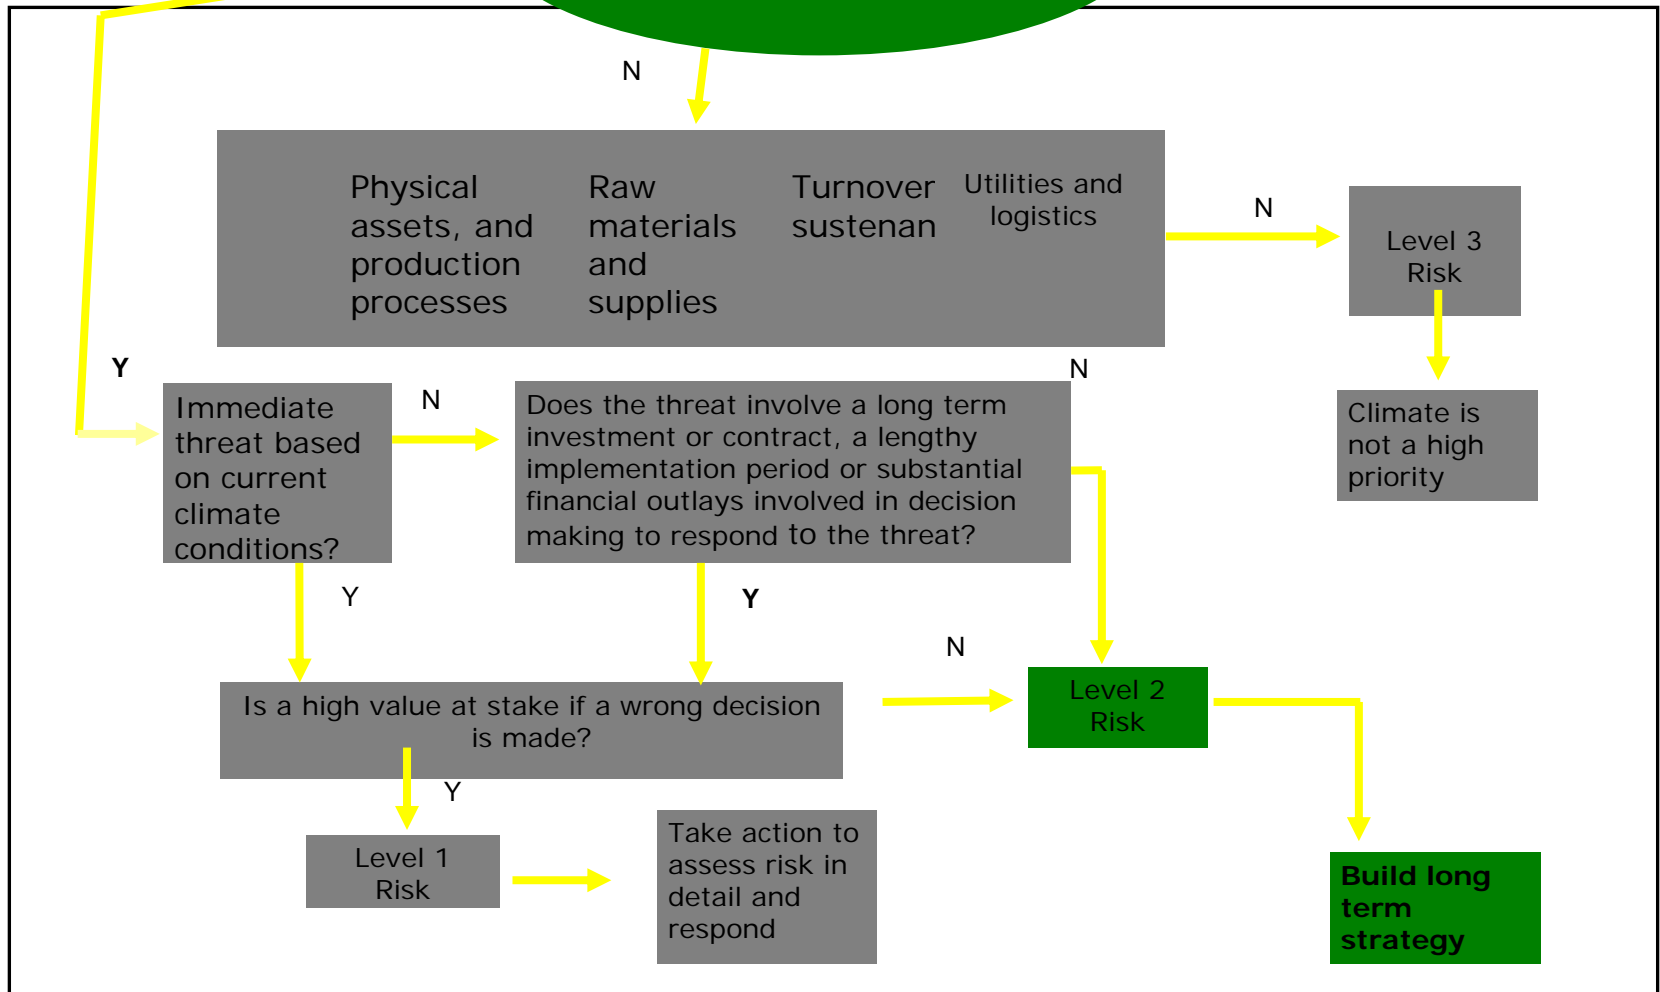 N
Physical
assets, and
production
processes
Raw
materials
and
supplies
Turnover
sustenan
Utilities and
logistics
N
Level 3
Risk
Climate is
not a high
priority
Y
Immediate
threat based
on current
climate
conditions?
N
Does the threat involve a long term
investment or contract, a lengthy
implementation period or substantial
financial outlays involved in decision
making to respond to the threat?
N
Y
Y
Is a high value at stake if a wrong decision
is made?
N
Level 2
Risk
Y
Level 1
Risk
Take action to
assess risk in
detail and
respond
Build long
term
strategy